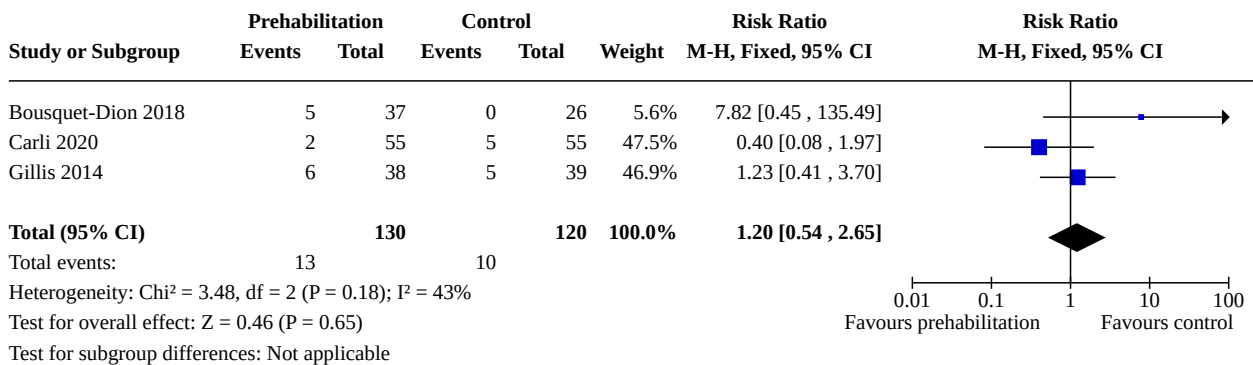 Prehabilitation Control Risk Ratio Risk Ratio
Study or Subgroup Events Total Events Total Weight M-H, Fixed, 95% CI M-H, Fixed, 95% CI
Bousquet-Dion 2018 5 37 0 26 5.6% 7.82 [0.45 , 135.49]
Carli 2020 2 55 5 55 47.5% 0.40 [0.08 , 1.97]
Gillis 2014 6 38 5 39 46.9% 1.23 [0.41 , 3.70]
Total (95% CI) 130 120 100.0% 1.20 [0.54 , 2.65]
Total events: 13 10
Heterogeneity: Chi² = 3.48, df = 2 (P = 0.18); I² = 43%
0.01 0.1 1 10 100
Test for overall effect: Z = 0.46 (P = 0.65) Favours prehabilitation Favours control
Test for subgroup differences: Not applicable